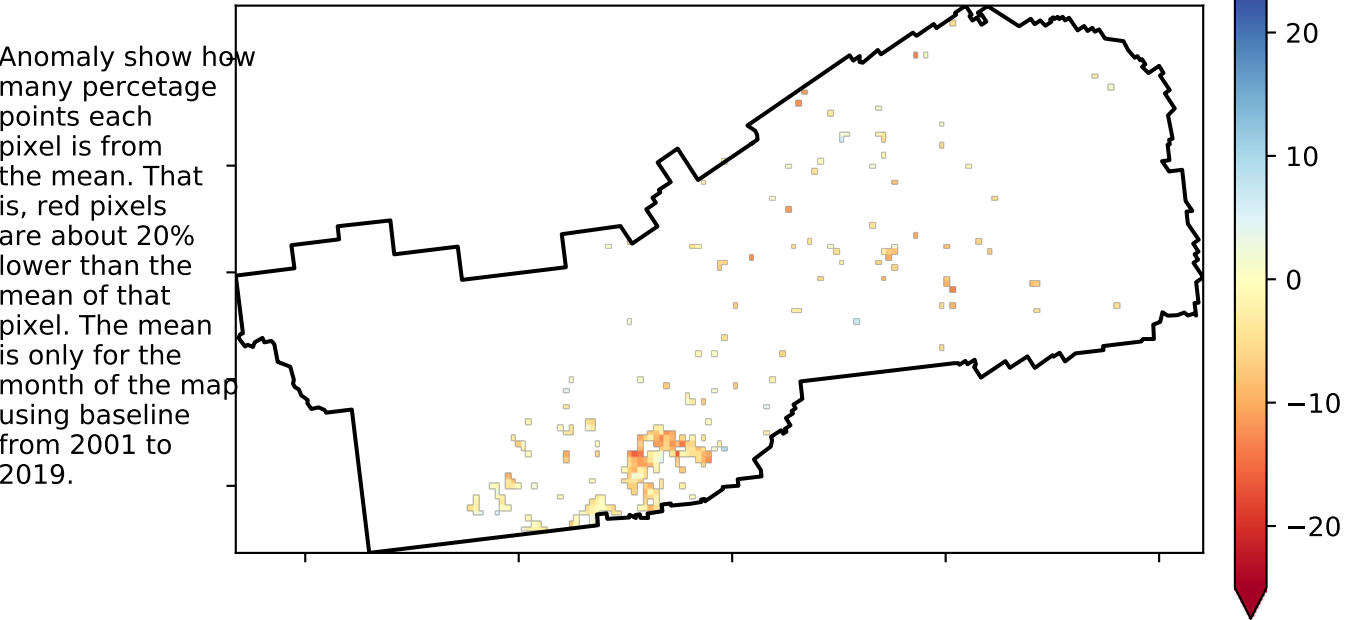 Anomaly show how
many percetage
points each
pixel is from
the mean. That
is, red pixels
are about 20%
lower than the
mean of that
pixel. The mean
is only for the
month of the map
using baseline
from 2001 to
2019.
20
10
0
−10
−20